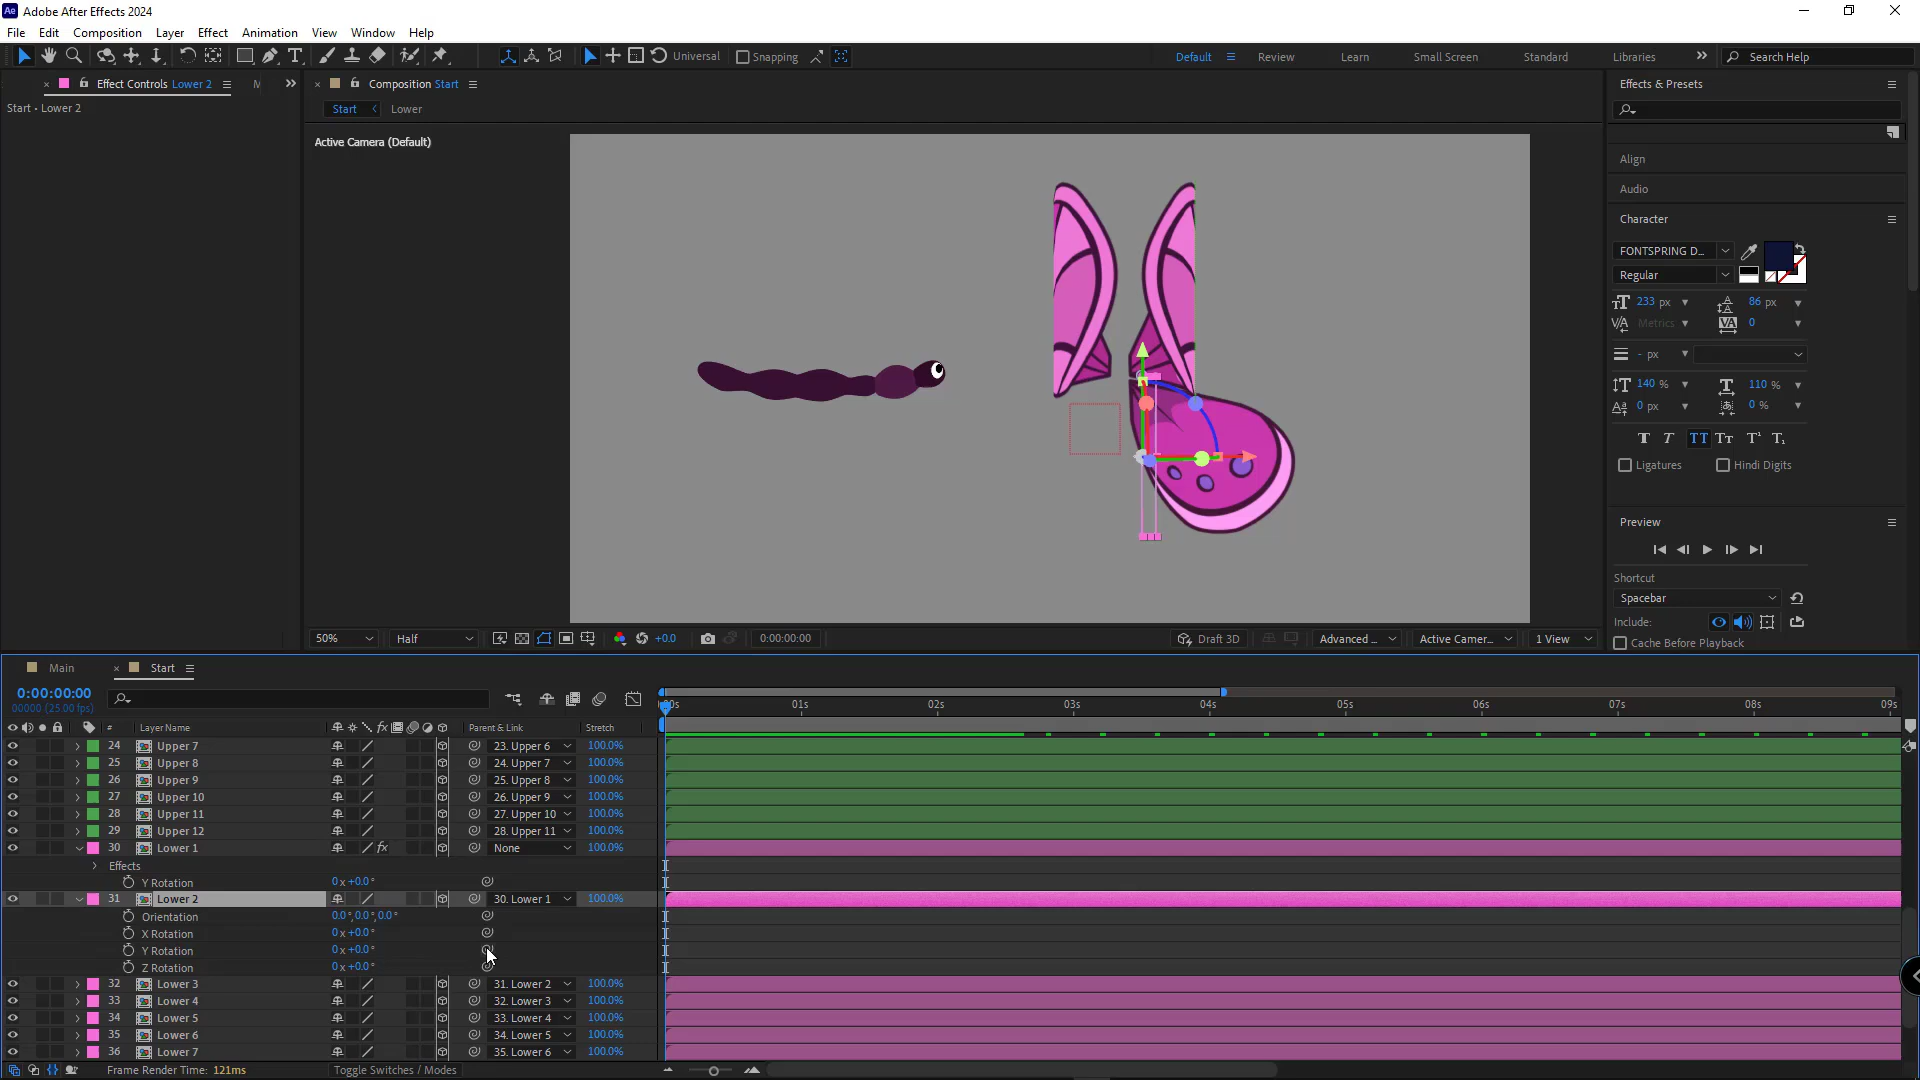 Ae Adobe After Effects 2024
File Edit Composition Layer Effect Animation View Window Help
Universal Snapping Default Review Learn Small Screen Standard Libraries Search Help
Effect Controls Lower 2
Start • Lower 2
Composition Start
Start Lower
Active Camera (Default)
Effects & Presets
Align
Audio
Character
FONTSPRING D...
Regular
233 px 86 px
Metrics 0
- px
140 % 110 %
0 px 0 %
T T TT Tr T¹ T₁
Ligatures Hindi Digits
Preview
Shortcut
Spacebar
Include:
Cache Before Playback
50% Half +0.0 0:00:00:00 Draft 3D Advanced ... Active Camer... 1 View
Main Start
0:00:00:00
00000 (25.00 fps)
:00s 01s 02s 03s 04s 05s 06s 07s 08s 09s
# Layer Name fx Parent & Link Stretch
24 Upper 7 23. Upper 6 100.0%
25 Upper 8 24. Upper 7 100.0%
26 Upper 9 25. Upper 8 100.0%
27 Upper 10 26. Upper 9 100.0%
28 Upper 11 27. Upper 10 100.0%
29 Upper 12 28. Upper 11 100.0%
30 Lower 1 fx None 100.0%
Effects
Y Rotation 0 x +0.0 °
31 Lower 2 30. Lower 1 100.0%
Orientation 0.0 °, 0.0 °, 0.0 °
X Rotation 0 x +0.0 °
Y Rotation 0 x +0.0 °
Z Rotation 0 x +0.0 °
32 Lower 3 31. Lower 2 100.0%
33 Lower 4 32. Lower 3 100.0%
34 Lower 5 33. Lower 4 100.0%
35 Lower 6 34. Lower 5 100.0%
36 Lower 7 35. Lower 6 100.0%
Frame Render Time: 121ms Toggle Switches / Modes